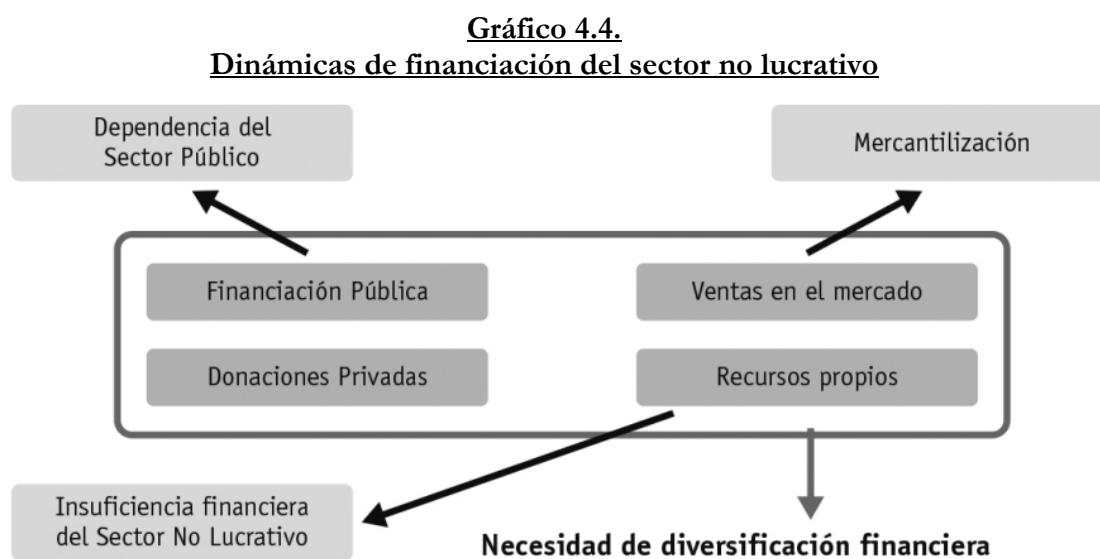 Gráfico 4.4.
Dinámicas de financiación del sector no lucrativo
Dependencia del
Sector Público
Mercantilización
Financiación Pública
Ventas en el mercado
Donaciones Privadas
Recursos propios
Insuficiencia financiera
del Sector No Lucrativo
Necesidad de diversificación financiera